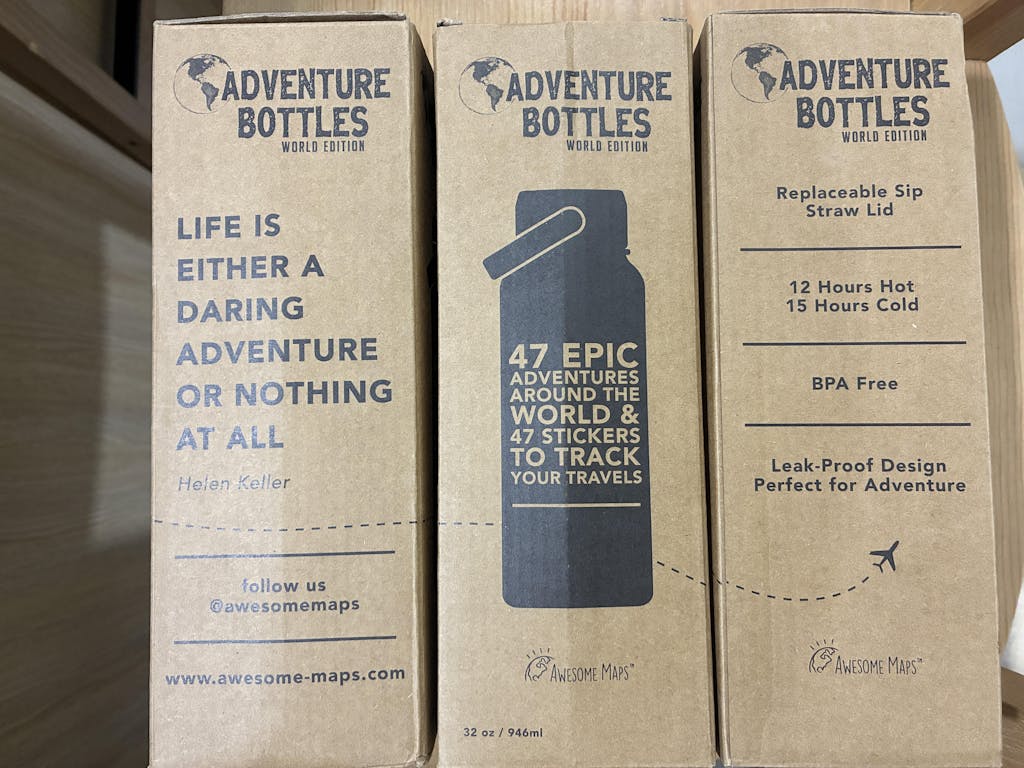 ADVENTURE
BOTTLES
WORLD EDITION
LIFE IS
EITHER A
DARING
ADVENTURE
OR NOTHING
AT ALL
Helen Keller
follow us
@awesomemaps
www.awesome-maps.com
ADVENTURE
BOTTLES
WORLD EDITION
47 EPIC
ADVENTURES
AROUND THE
WORLD &
47 STICKERS
TO TRACK
YOUR TRAVELS
AWESOME MAPS™
32 oz / 946ml
ADVENTURE
BOTTLES
WORLD EDITION
Replaceable Sip
Straw Lid
12 Hours Hot
15 Hours Cold
BPA Free
Leak-Proof Design
Perfect for Adventure
AWESOME MAPS™